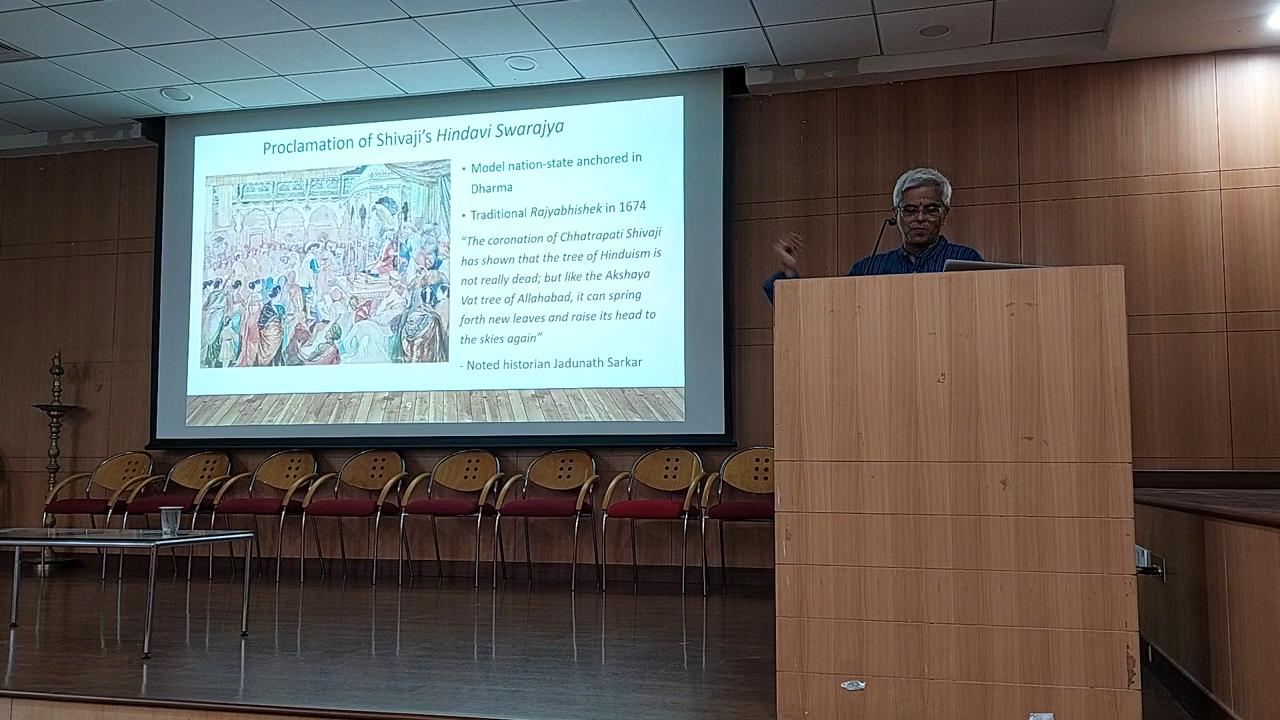 Proclamation of Shivaji's Hindavi Swarajya
• Model nation-state anchored in
Dharma
• Traditional Rajyabhishek in 1674
"The coronation of Chhatrapati Shivaji
has shown that the tree of Hinduism is
not really dead; but like the Akshaya
Vat tree of Allahabad, it can spring
forth new leaves and raise its head to
the skies again"
- Noted historian Jadunath Sarkar